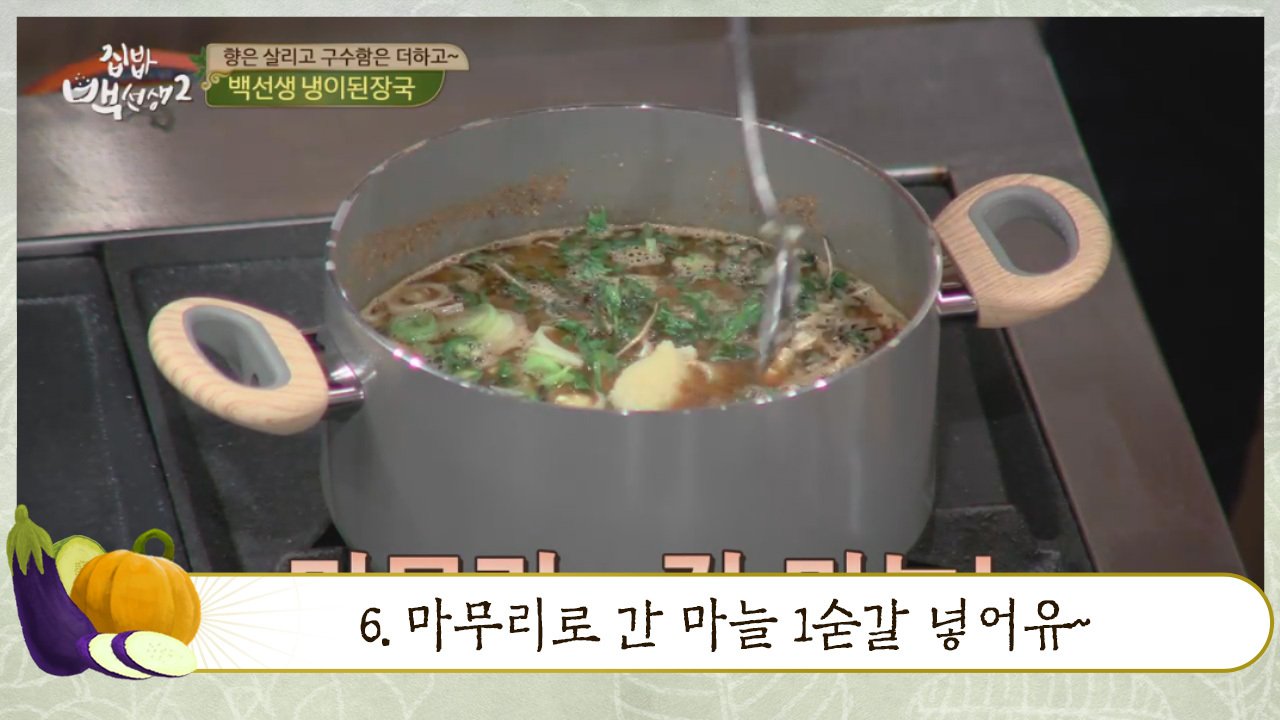 집밥
백선생2
향은 살리고 구수함은 더하고~
백선생 냉이된장국
6. 마무리로 간 마늘 1숟갈 넣어유~